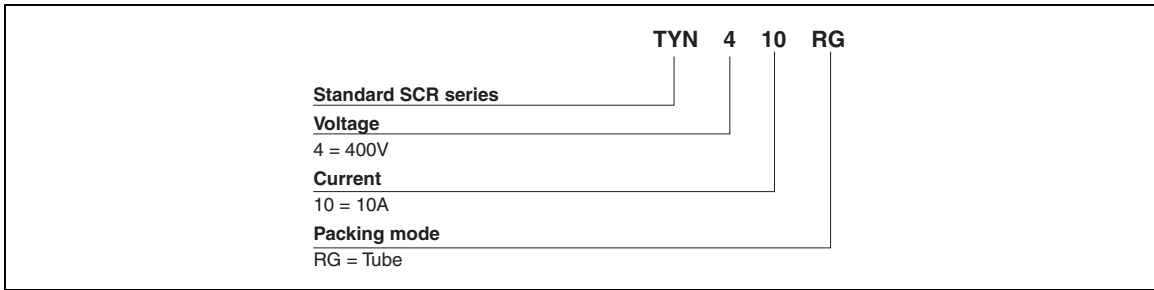 TYN 4 10 RG
Standard SCR series
Voltage
4 = 400V
Current
10 = 10A
Packing mode
RG = Tube